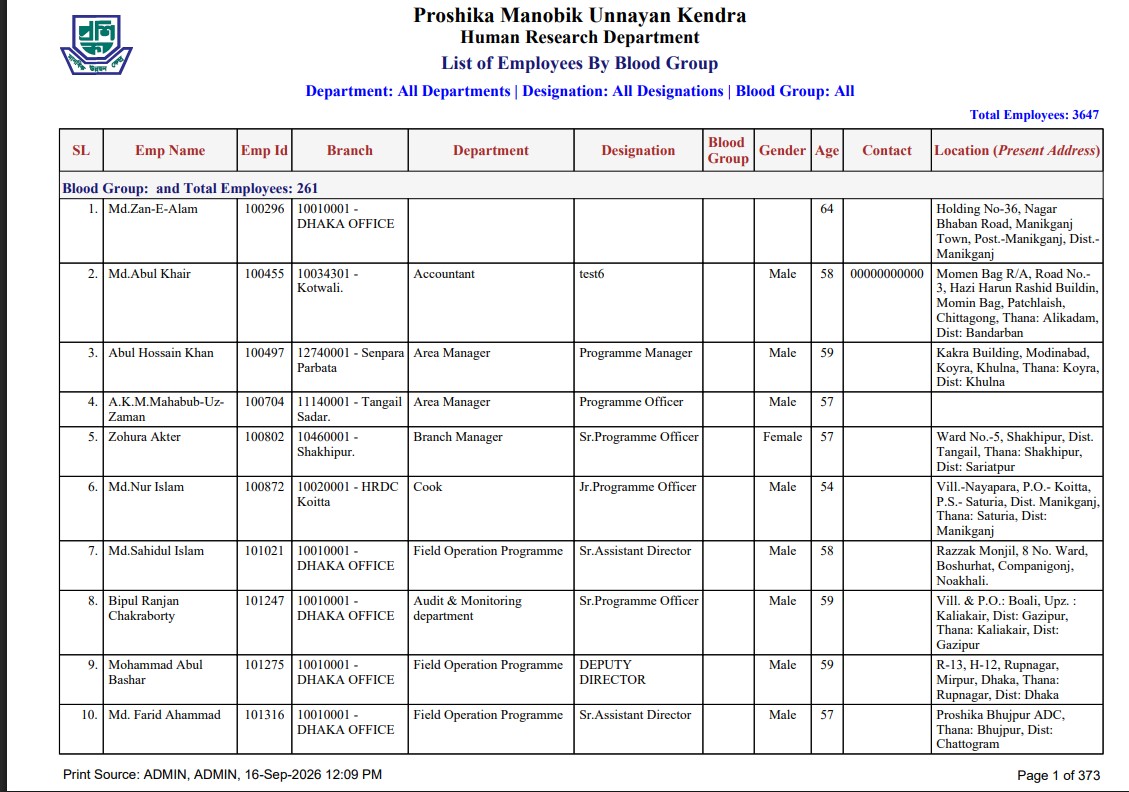 প্রশিকা
মানবিক উন্নয়ন কেন্দ্র
Proshika Manobik Unnayan Kendra
Human Research Department
List of Employees By Blood Group
Department: All Departments | Designation: All Designations | Blood Group: All
Total Employees: 3647
SL Emp Name Emp Id Branch Department Designation Blood Group Gender Age Contact Location (Present Address)
Blood Group:  and Total Employees: 261
1. Md.Zan-E-Alam 100296 10010001 - 64 Holding No-36, Nagar
DHAKA OFFICE Bhaban Road, Manikganj
Town, Post.-Manikganj, Dist.-
Manikganj
2. Md.Abul Khair 100455 10034301 - Accountant test6 Male 58 00000000000 Momen Bag R/A, Road No.-
Kotwali. 3, Hazi Harun Rashid Buildin,
Momin Bag, Patchlaish,
Chittagong, Thana: Alikadam,
Dist: Bandarban
3. Abul Hossain Khan 100497 12740001 - Senpara Area Manager Programme Manager Male 59 Kakra Building, Modinabad,
Parbata Koyra, Khulna, Thana: Koyra,
Dist: Khulna
4. A.K.M.Mahabub-Uz- 100704 11140001 - Tangail Area Manager Programme Officer Male 57
Zaman Sadar.
5. Zohura Akter 100802 10460001 - Branch Manager Sr.Programme Officer Female 57 Ward No.-5, Shakhipur, Dist.
Shakhipur. Tangail, Thana: Shakhipur,
Dist: Sariatpur
6. Md.Nur Islam 100872 10020001 - HRDC Cook Jr.Programme Officer Male 54 Vill.-Nayapara, P.O.- Koitta,
Koitta P.S.- Saturia, Dist. Manikganj,
Thana: Saturia, Dist:
Manikganj
7. Md.Sahidul Islam 101021 10010001 - Field Operation Programme Sr.Assistant Director Male 58 Razzak Monjil, 8 No. Ward,
DHAKA OFFICE Boshurhat, Companigonj,
Noakhali.
8. Bipul Ranjan 101247 10010001 - Audit & Monitoring Sr.Programme Officer Male 59 Vill. & P.O.: Boali, Upz. :
Chakraborty DHAKA OFFICE department Kaliakair, Dist: Gazipur,
Thana: Kaliakair, Dist:
Gazipur
9. Mohammad Abul 101275 10010001 - Field Operation Programme DEPUTY Male 59 R-13, H-12, Rupnagar,
Bashar DHAKA OFFICE DIRECTOR Mirpur, Dhaka, Thana:
Rupnagar, Dist: Dhaka
10. Md. Farid Ahammad 101316 10010001 - Field Operation Programme Sr.Assistant Director Male 57 Proshika Bhujpur ADC,
DHAKA OFFICE Thana: Bhujpur, Dist:
Chattogram
Print Source: ADMIN, ADMIN, 16-Sep-2026 12:09 PM
Page 1 of 373